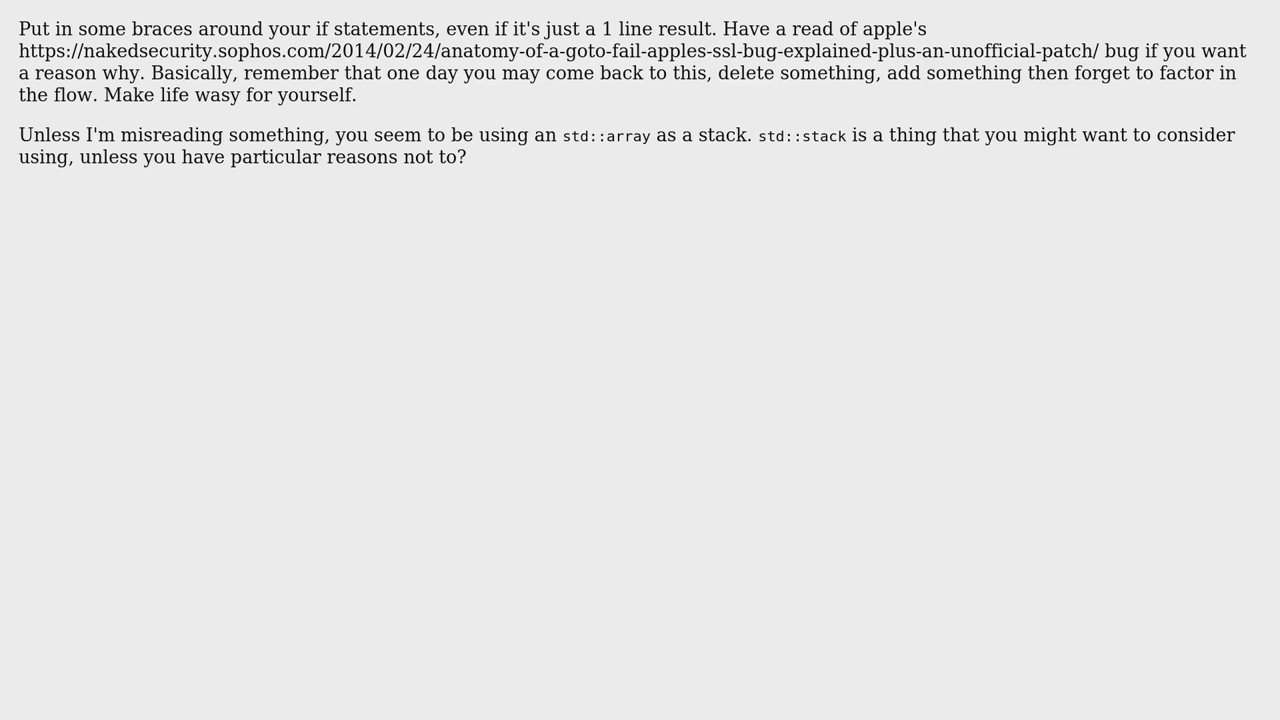 Put in some braces around your if statements, even if it's just a 1 line result. Have a read of apple's
https://nakedsecurity.sophos.com/2014/02/24/anatomy-of-a-goto-fail-apples-ssl-bug-explained-plus-an-unofficial-patch/ bug if you want
a reason why. Basically, remember that one day you may come back to this, delete something, add something then forget to factor in
the flow. Make life wasy for yourself.
Unless I'm misreading something, you seem to be using an std::array as a stack. std::stack is a thing that you might want to consider
using, unless you have particular reasons not to?